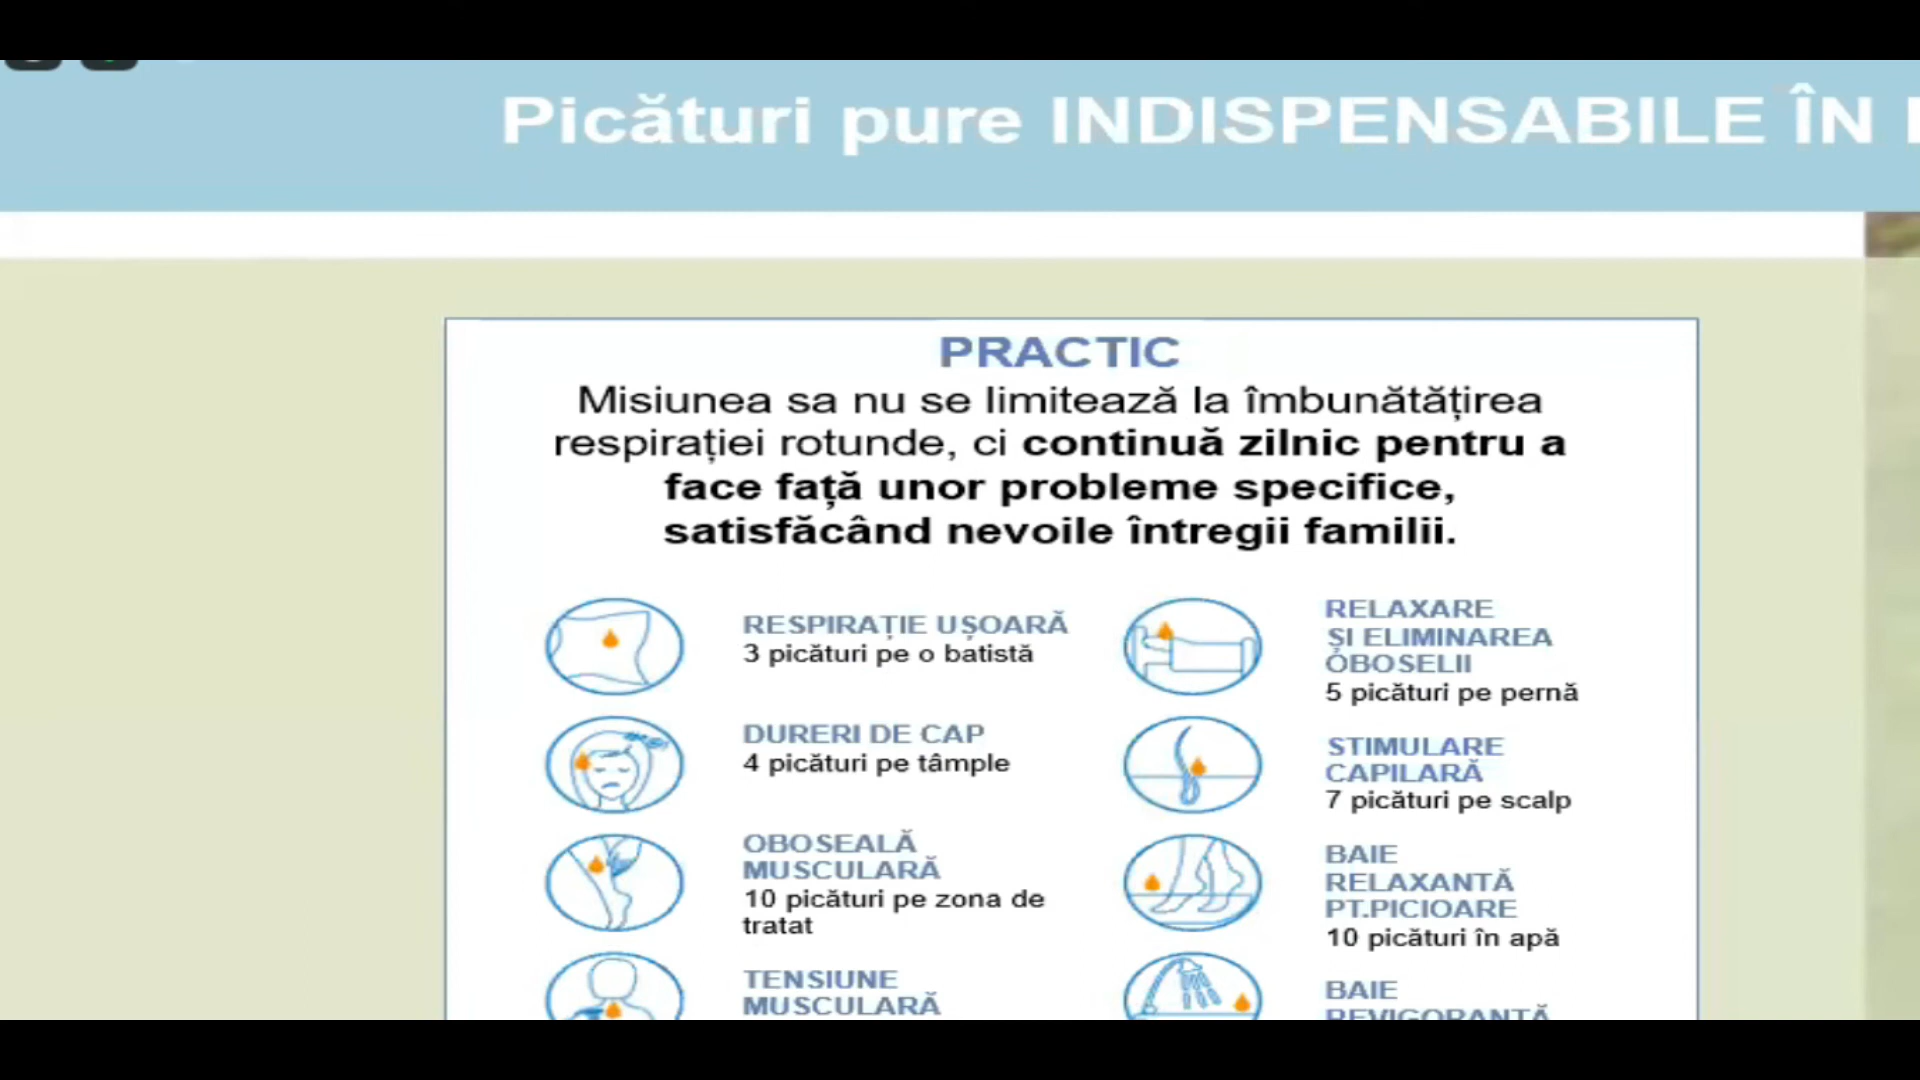 Picături pure INDISPENSABILE ÎN
PRACTIC
Misiunea sa nu se limitează la îmbunătățirea
respirației rotunde, ci continuă zilnic pentru a
face față unor probleme specifice,
satisfăcând nevoile întregii familii.
RESPIRAȚIE UȘOARĂ
3 picături pe o batistă
DURERI DE CAP
4 picături pe tâmple
OBOSEALĂ
MUSCULARĂ
10 picături pe zona de
tratat
TENSIUNE
MUSCULARĂ
RELAXARE
ȘI ELIMINAREA
OBOSELII
5 picături pe pernă
STIMULARE
CAPILARĂ
7 picături pe scalp
BAIE
RELAXANTĂ
PT.PICIOARE
10 picături în apă
BAIE
REVIGORANTĂ